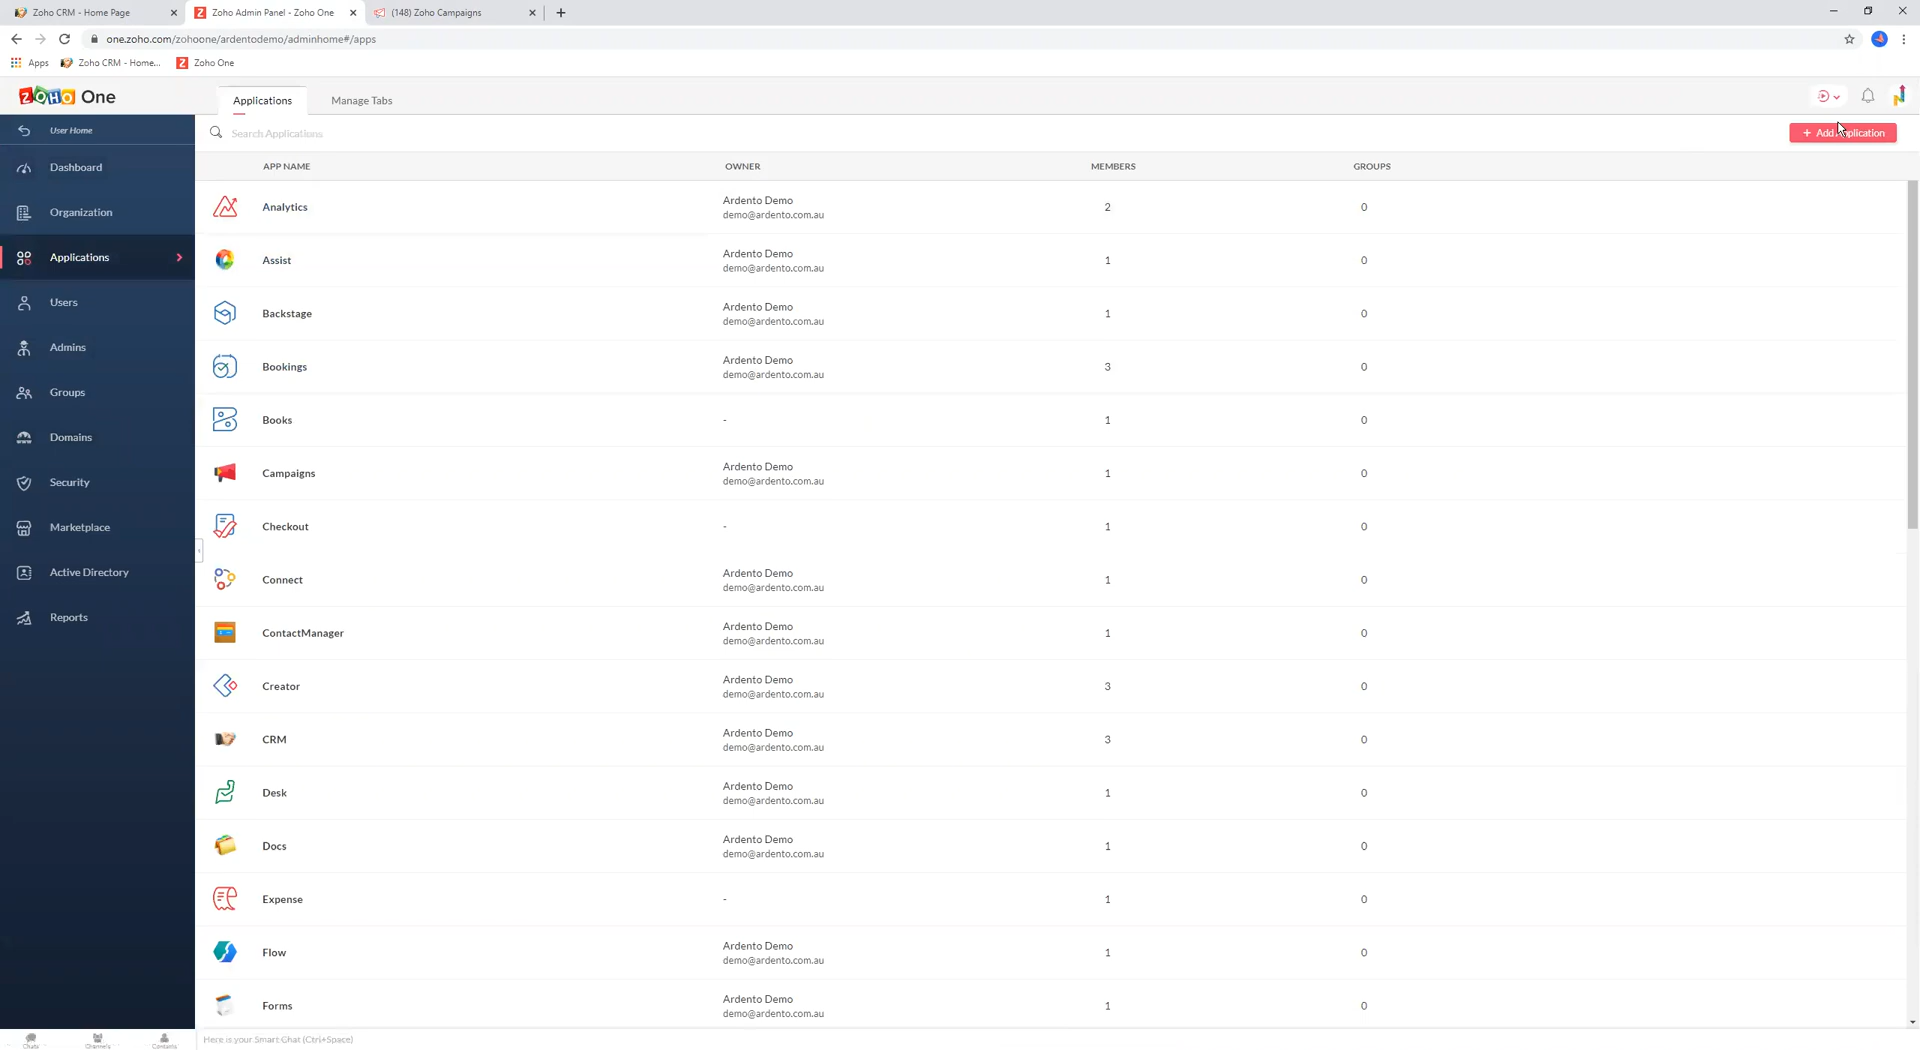 Zoho CRM - Home Page
Zoho Admin Panel - Zoho One
(148) Zoho Campaigns
one.zoho.com/zohoone/ardentodemo/adminhome#/apps
Apps
Zoho CRM - Home...
Zoho One
ZOHO One
Applications
Manage Tabs
User Home
Search Applications
+ Add
APP NAME OWNER MEMBERS GROUPS
Dashboard
Organization
Applications
Users
Admins
Groups
Domains
Security
Marketplace
Active Directory
Reports
Analytics Ardento Demo 2 0
demo@ardento.com.au
Assist Ardento Demo 1 0
demo@ardento.com.au
Backstage Ardento Demo 1 0
demo@ardento.com.au
Bookings Ardento Demo 3 0
demo@ardento.com.au
Books - 1 0
Campaigns Ardento Demo 1 0
demo@ardento.com.au
Checkout - 1 0
Connect Ardento Demo 1 0
demo@ardento.com.au
ContactManager Ardento Demo 1 0
demo@ardento.com.au
Creator Ardento Demo 3 0
demo@ardento.com.au
CRM Ardento Demo 3 0
demo@ardento.com.au
Desk Ardento Demo 1 0
demo@ardento.com.au
Docs Ardento Demo 1 0
demo@ardento.com.au
Expense - 1 0
Flow Ardento Demo 1 0
demo@ardento.com.au
Forms Ardento Demo 1 0
demo@ardento.com.au
Chats
Channels
Contacts
Here is your Smart Chat (Ctrl+Space)